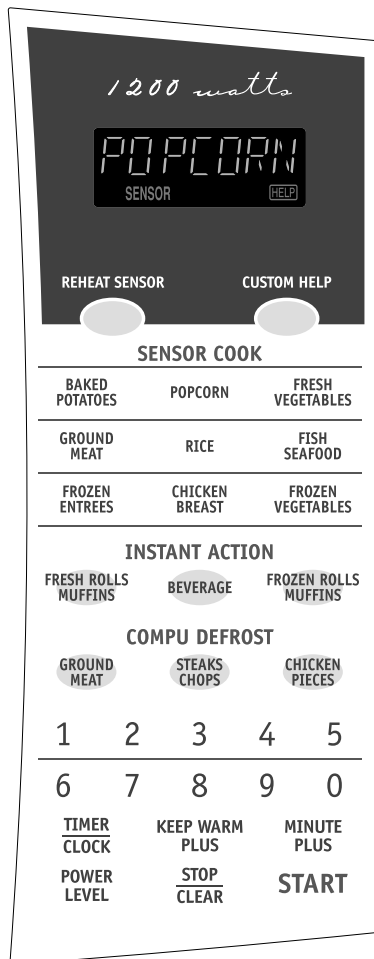 1200 watts
POPCORN
SENSOR HELP
REHEAT SENSOR CUSTOM HELP
SENSOR COOK
BAKED POTATOES
POPCORN
FRESH VEGETABLES
GROUND MEAT
RICE
FISH SEAFOOD
FROZEN ENTREES
CHICKEN BREAST
FROZEN VEGETABLES
INSTANT ACTION
FRESH ROLLS MUFFINS
BEVERAGE
FROZEN ROLLS MUFFINS
COMPU DEFROST
GROUND MEAT
STEAKS CHOPS
CHICKEN PIECES
1 2 3 4 5
6 7 8 9 0
TIMER
CLOCK
KEEP WARM
PLUS
MINUTE
PLUS
POWER
LEVEL
STOP
CLEAR
START